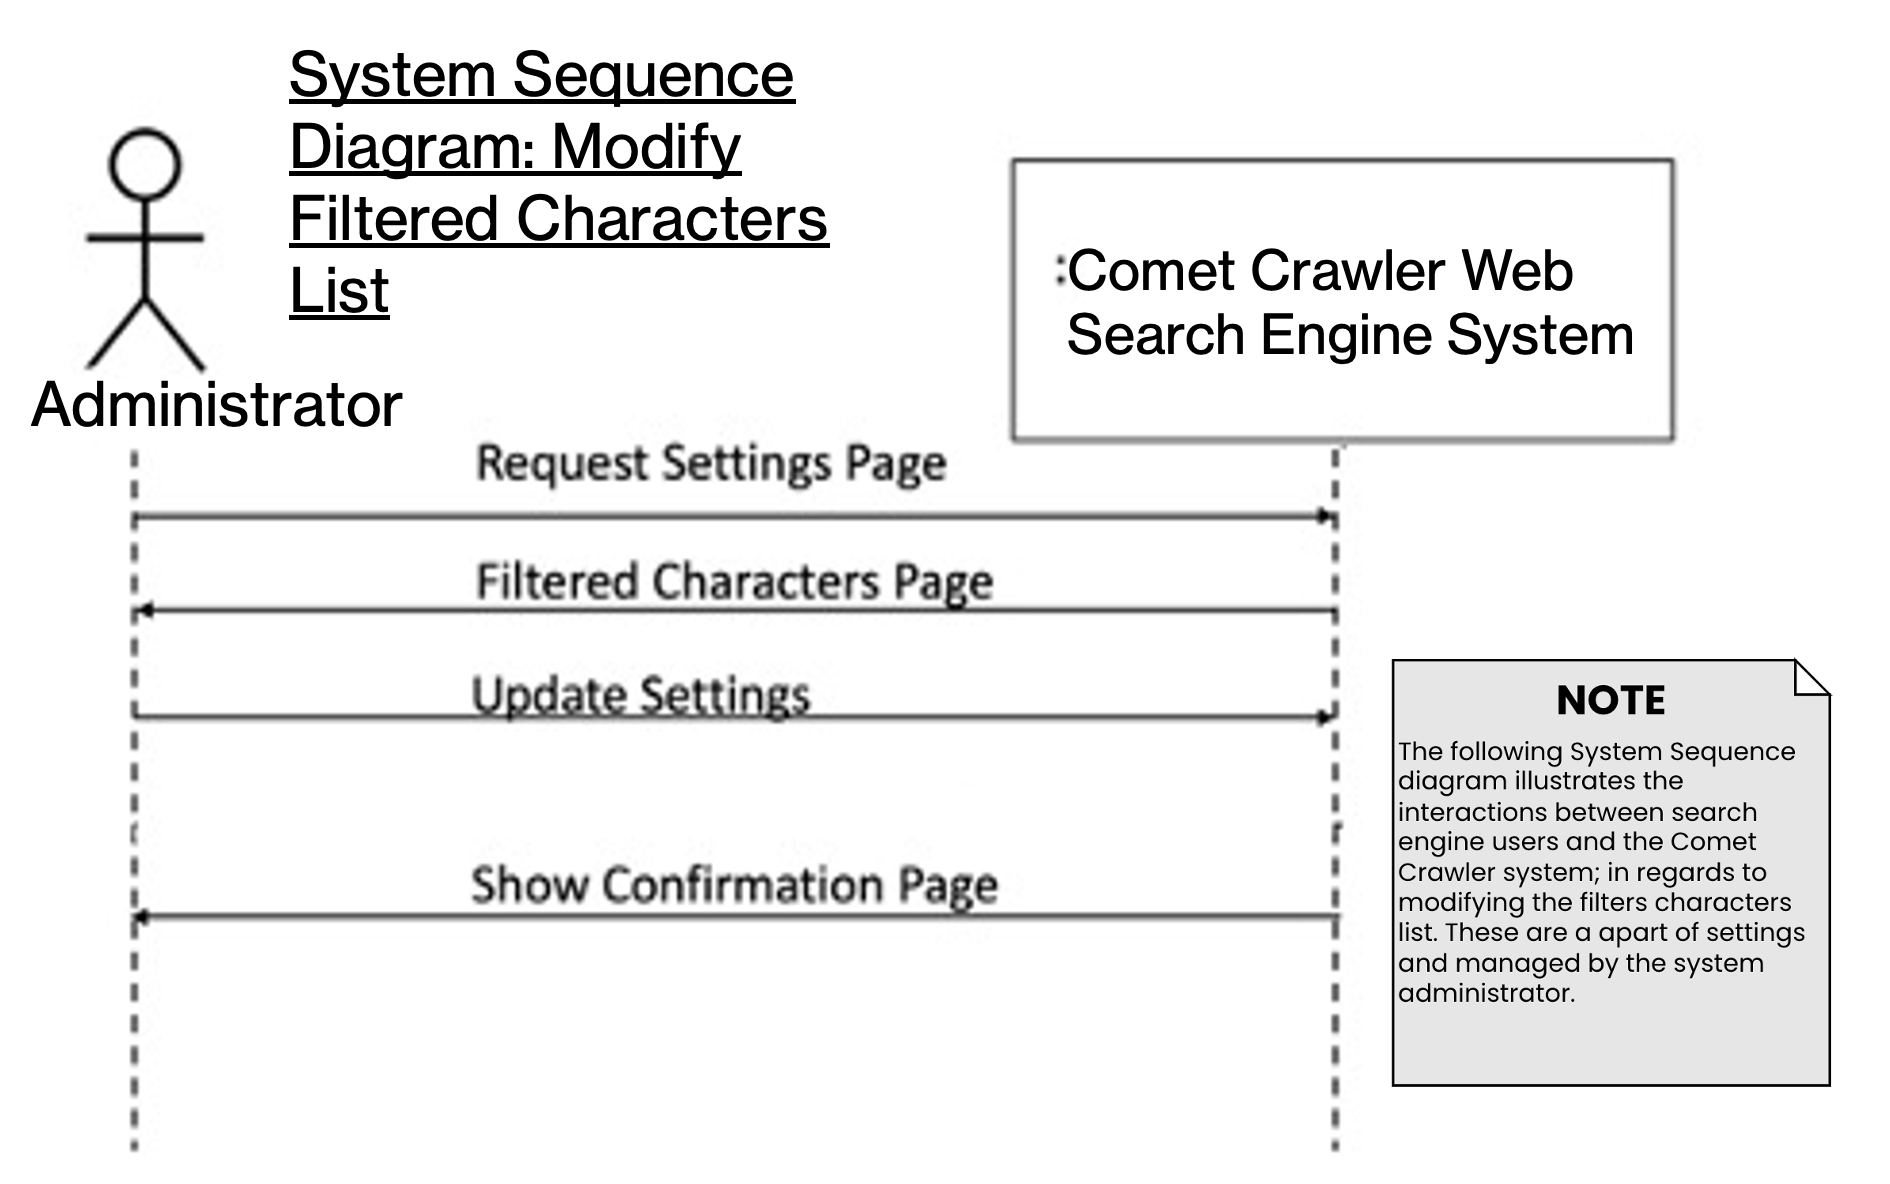 System Sequence
Diagram: Modify
Filtered Characters
List
:Comet Crawler Web
Search Engine System
Administrator
Request Settings Page
Filtered Characters Page
Update Settings
Show Confirmation Page
NOTE
The following System Sequence
diagram illustrates the
interactions between search
engine users and the Comet
Crawler system; in regards to
modifying the filters characters
list. These are a apart of settings
and managed by the system
administrator.